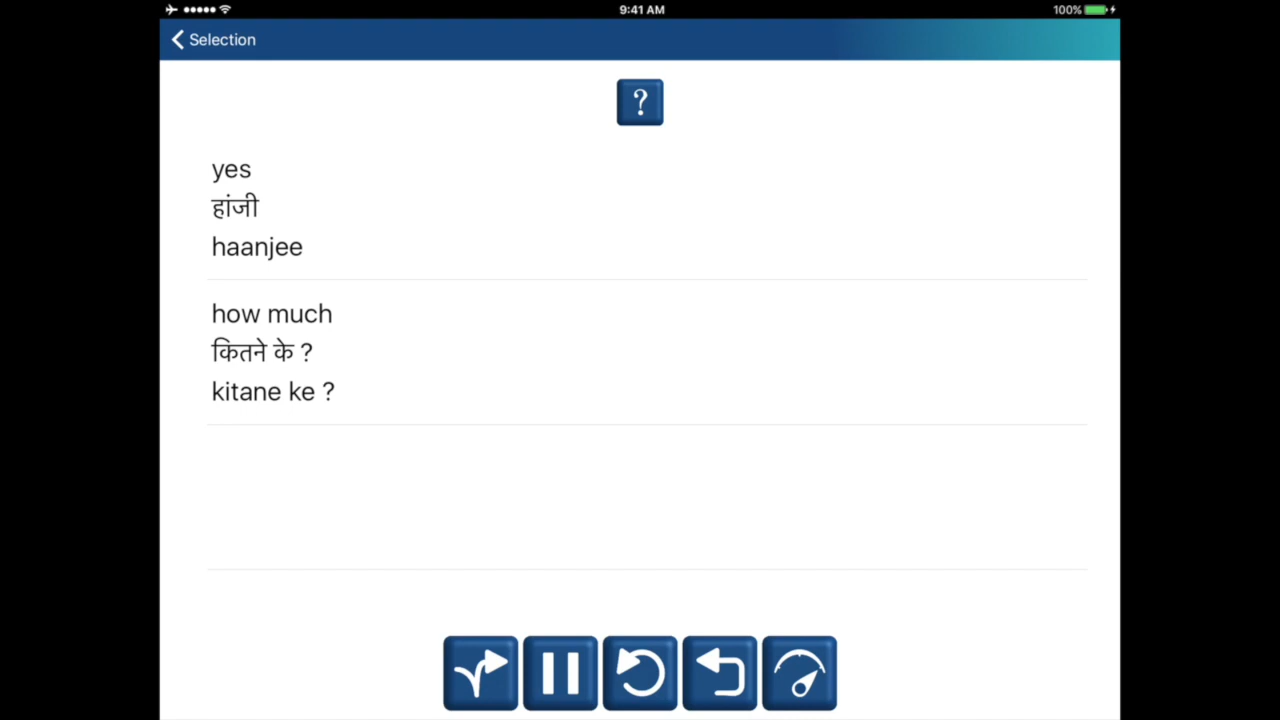 9:41 AM
100%
Selection
?
yes
हांजी
haanjee
how much
कितने के ?
kitane ke ?